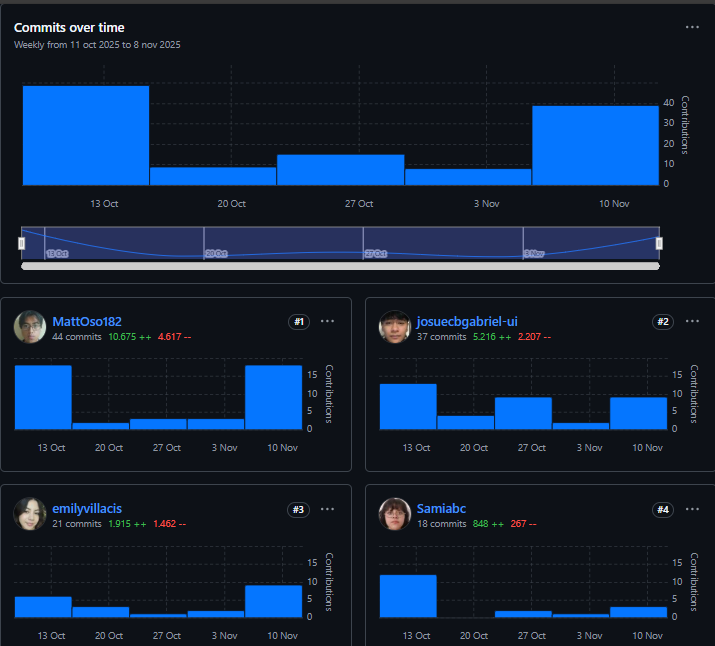 Commits over time
Weekly from 11 oct 2025 to 8 nov 2025
40
30
20
10
0
Contributions
13 Oct 20 Oct 27 Oct 3 Nov 10 Nov
13 Oct 20 Oct 27 Oct 3 Nov
MattOso182 #1
44 commits 10.675 ++ 4.617 --
15
10
5
0
Contributions
13 Oct 20 Oct 27 Oct 3 Nov 10 Nov
josuecbgabriel-ui #2
37 commits 5.216 ++ 2.207 --
15
10
5
0
Contributions
13 Oct 20 Oct 27 Oct 3 Nov 10 Nov
emilyvillacis #3
21 commits 1.915 ++ 1.462 --
15
10
5
0
Contributions
13 Oct 20 Oct 27 Oct 3 Nov 10 Nov
Samiabc #4
18 commits 848 ++ 267 --
15
10
5
0
Contributions
13 Oct 20 Oct 27 Oct 3 Nov 10 Nov